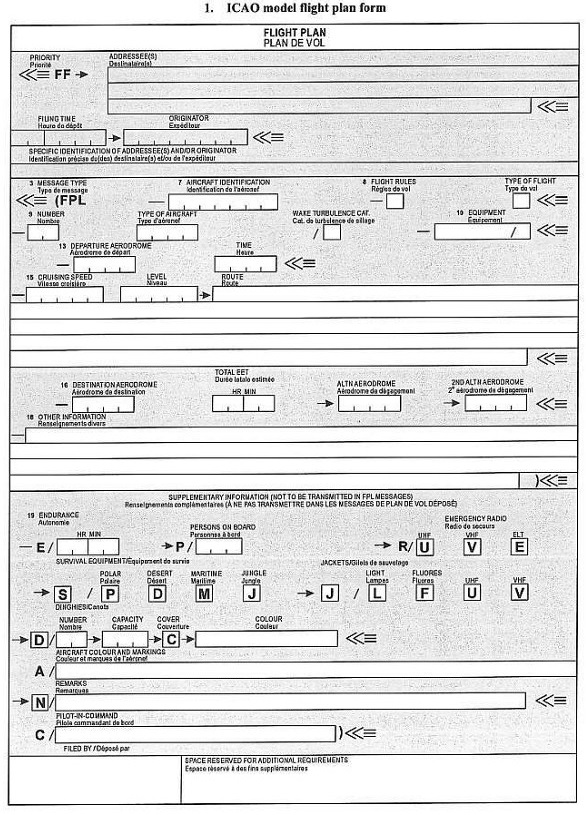 1. ICAO model flight plan form
FLIGHT PLAN
PLAN DE VOL
PRIORITY ADDRESSEE(S)
Priorité Destinataire(s)
<<≡ FF →
<<≡
FILING TIME ORIGINATOR
Heure de dépôt Expéditeur
→ <<≡
SPECIFIC IDENTIFICATION OF ADDRESSEE(S) AND/OR ORIGINATOR
Identification précise du(des) destinataire(s) et/ou de l'expéditeur
3 MESSAGE TYPE 7 AIRCRAFT IDENTIFICATION 8 FLIGHT RULES TYPE OF FLIGHT
Type de message Identification de l'aéronef Règles de vol Type de vol
<<≡ (FPL — — <<≡
9 NUMBER TYPE OF AIRCRAFT WAKE TURBULENCE CAT. 10 EQUIPMENT
Nombre Type d'aéronef Cat. de turbulence de sillage Équipement
— / — / <<≡
13 DEPARTURE AERODROME TIME
Aérodrome de départ Heure
— <<≡
15 CRUISING SPEED LEVEL ROUTE
Vitesse croisière Niveau Route
— →
<<≡
TOTAL EET
16 DESTINATION AERODROME Durée totale estimée ALTN AERODROME 2ND ALTN AERODROME
Aérodrome de destination HR MIN Aérodrome de dégagement 2e aérodrome de dégagement
— → → <<≡
18 OTHER INFORMATION
Renseignements divers
—
)<<≡
SUPPLEMENTARY INFORMATION (NOT TO BE TRANSMITTED IN FPL MESSAGES)
Renseignements complémentaires (À NE PAS TRANSMETTRE DANS LES MESSAGES DE PLAN DE VOL DÉPOSÉ)
19 ENDURANCE EMERGENCY RADIO
Autonomie Radio de secours
HR MIN PERSONS ON BOARD UHF VHF ELT
Personnes à bord
— E/ → P/ → R/ U V E
SURVIVAL EQUIPMENT/Équipement de survie JACKETS/Gilets de sauvetage
POLAR DESERT MARITIME JUNGLE LIGHT FLUORES UHF VHF
Polaire Désert Maritime Jungle Lampes Fluores
→ S / P D M J → J / L F U V
DINGHIES/Canots
NUMBER CAPACITY COVER COLOUR
Nombre Capacité Couverture Couleur
→ D / → → C → <<≡
AIRCRAFT COLOUR AND MARKINGS
Couleur et marques de l'aéronef
A /
REMARKS
Remarques
→ N / <<≡
PILOT-IN-COMMAND
Pilote commandant de bord
C / )<<≡
FILED BY / Déposé par
SPACE RESERVED FOR ADDITIONAL REQUIREMENTS
Espace réservé à des fins supplémentaires